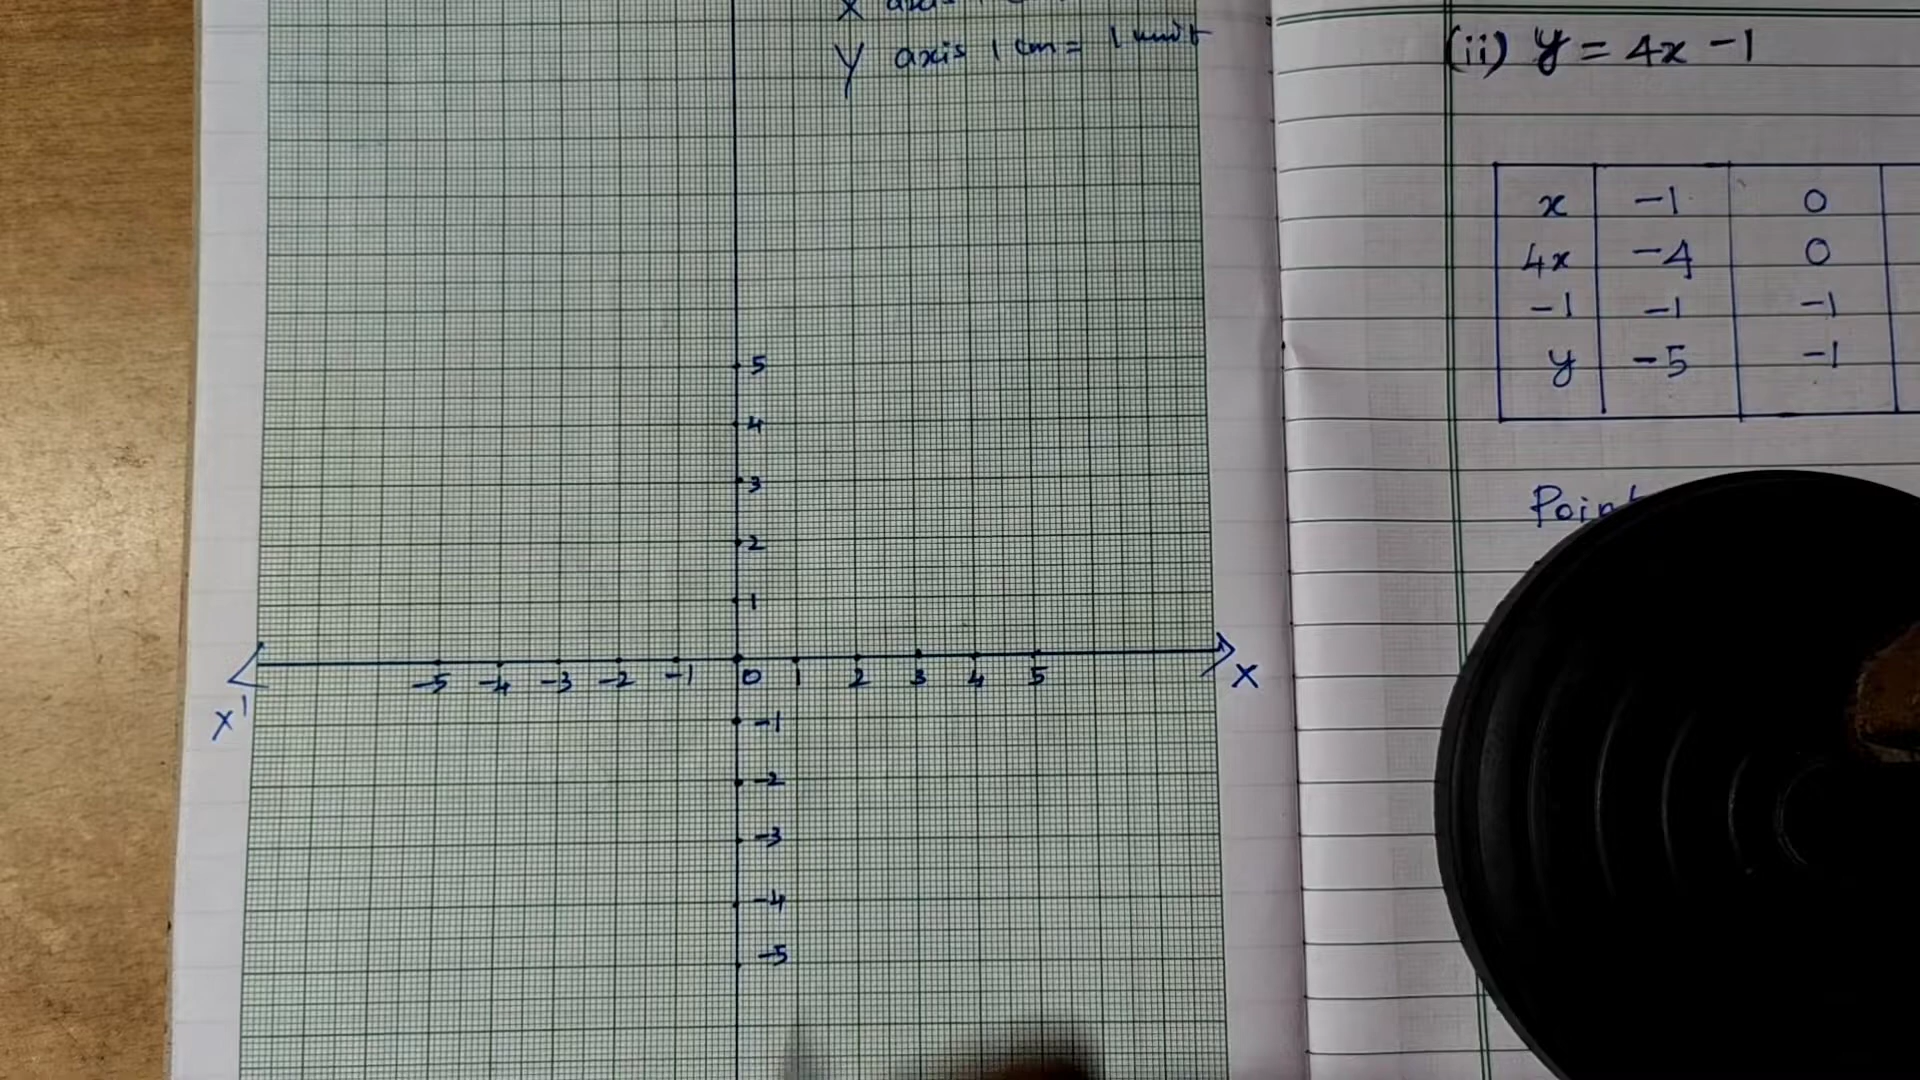 X axis 1
Y axis 1 cm = 1 unit
5
4
3
2
1
X' -5 -4 -3 -2 -1 0 1 2 3 4 5 X
-1
-2
-3
-4
-5
(ii) y = 4x -1
x -1 0
4x -4 0
-1 -1 -1
y -5 -1